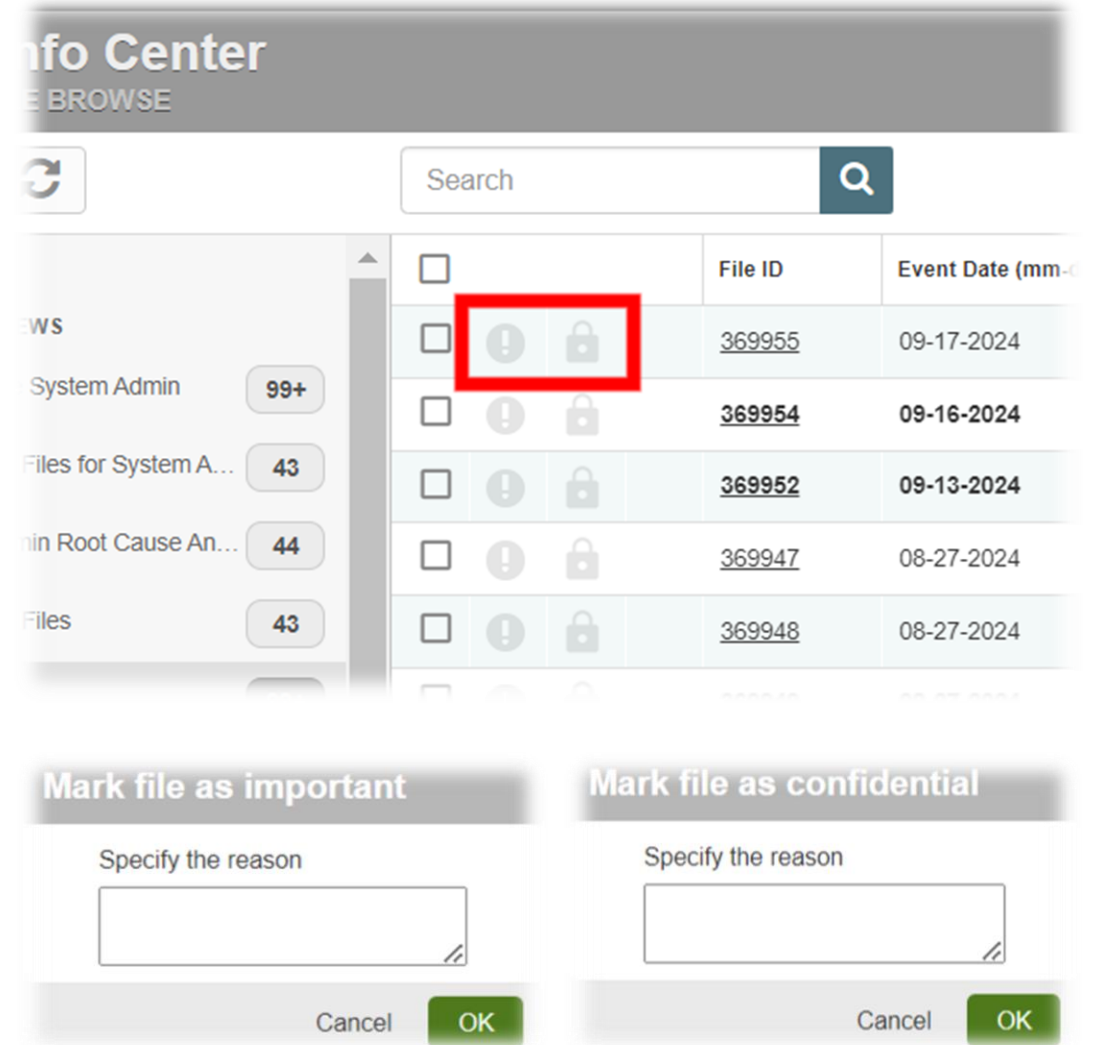 nfo Center
E BROWSE
Search
File ID Event Date (mm-d
EWS
369955 09-17-2024
System Admin 99+
369954 09-16-2024
Files for System A... 43
369952 09-13-2024
in Root Cause An... 44
369947 08-27-2024
Files 43
369948 08-27-2024
Mark file as important
Specify the reason
Cancel OK
Mark file as confidential
Specify the reason
Cancel OK